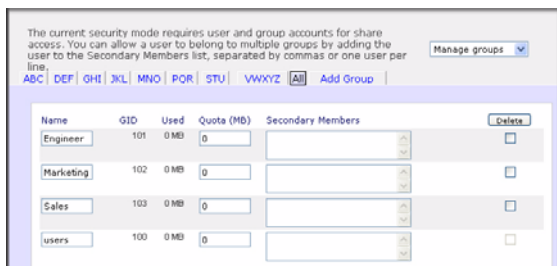 The current security mode requires user and group accounts for share
access. You can allow a user to belong to multiple groups by adding the
user to the Secondary Members list, separated by commas or one user per
line.
Manage groups
ABC DEF GHI JKL MNO PQR STU VWXYZ All Add Group
Name GID Used Quota (MB) Secondary Members Delete
Engineer 101 0 MB 0
Marketing 102 0 MB 0
Sales 103 0 MB 0
users 100 0 MB 0